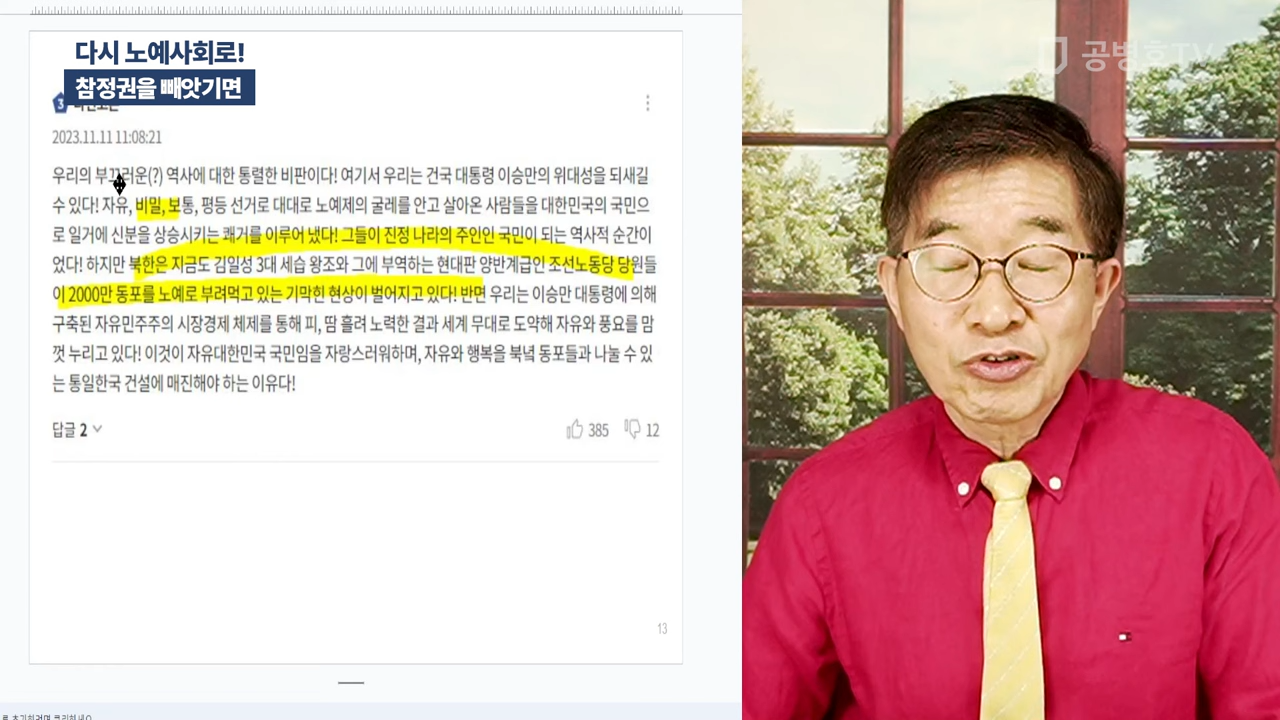 다시 노예사회로!
참정권을 빼앗기면
공병호TV
3
2023.11.11 11:08:21
우리의 부끄러운(?) 역사에 대한 통렬한 비판이다! 여기서 우리는 건국 대통령 이승만의 위대성을 되새길
수 있다! 자유, 비밀, 보통, 평등 선거로 대대로 노예제의 굴레를 안고 살아온 사람들을 대한민국의 국민으
로 일거에 신분을 상승시키는 쾌거를 이루어 냈다! 그들이 진정 나라의 주인인 국민이 되는 역사적 순간이
었다! 하지만 북한은 지금도 김일성 3대 세습 왕조와 그에 부역하는 현대판 양반계급인 조선노동당 당원들
이 2000만 동포를 노예로 부려먹고 있는 기막힌 현상이 벌어지고 있다! 반면 우리는 이승만 대통령에 의해
구축된 자유민주주의 시장경제 체제를 통해 피, 땀 흘려 노력한 결과 세계 무대로 도약해 자유와 풍요를 맘
껏 누리고 있다! 이것이 자유대한민국 국민임을 자랑스러워하며, 자유와 행복을 북녘 동포들과 나눌 수 있
는 통일한국 건설에 매진해야 하는 이유다!
답글 2
385 12
13